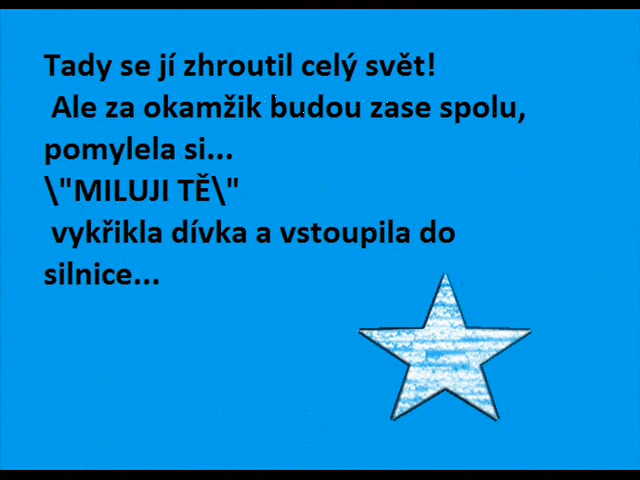 Tady se jí zhroutil celý svět!
Ale za okamžik budou zase spolu,
pomylela si...
\"MILUJI TĚ\"
vykřikla dívka a vstoupila do
silnice...